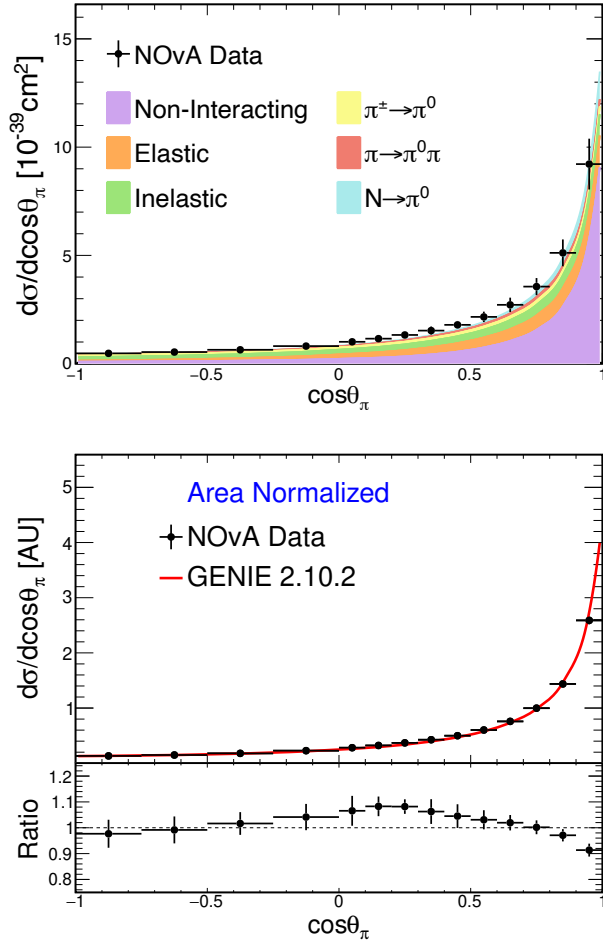 15
10
5
0
dσ/dcosθπ [10⁻³⁹cm²]
NOvA Data
Non-Interacting
Elastic
Inelastic
π±→π⁰
π→π⁰π
N→π⁰
−1 −0.5 0 0.5 1
cosθπ
5
4
3
2
1
dσ/dcosθπ [AU]
Area Normalized
NOvA Data
GENIE 2.10.2
1.2
1.1
1
0.9
0.8
Ratio
−1 −0.5 0 0.5 1
cosθπ